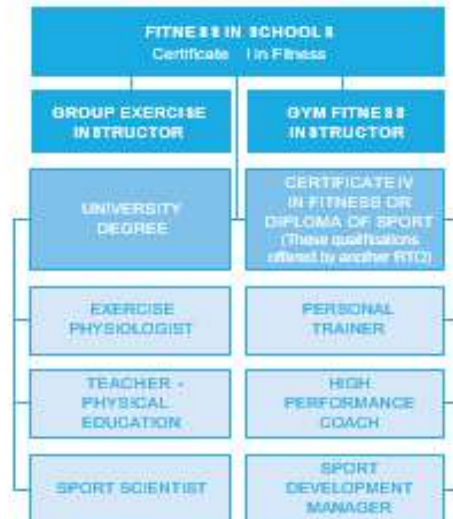 FITNESS IN SCHOOLS
Certificate I in Fitness
GROUP EXERCISE
INSTRUCTOR
GYM FITNESS
INSTRUCTOR
UNIVERSITY
DEGREE
CERTIFICATE IV
IN FITNESS OR
DIPLOMA OF SPORT
(These qualifications
offered by another RTO)
EXERCISE
PHYSIOLOGIST
PERSONAL
TRAINER
TEACHER -
PHYSICAL
EDUCATION
HIGH
PERFORMANCE
COACH
SPORT SCIENTIST
SPORT
DEVELOPMENT
MANAGER